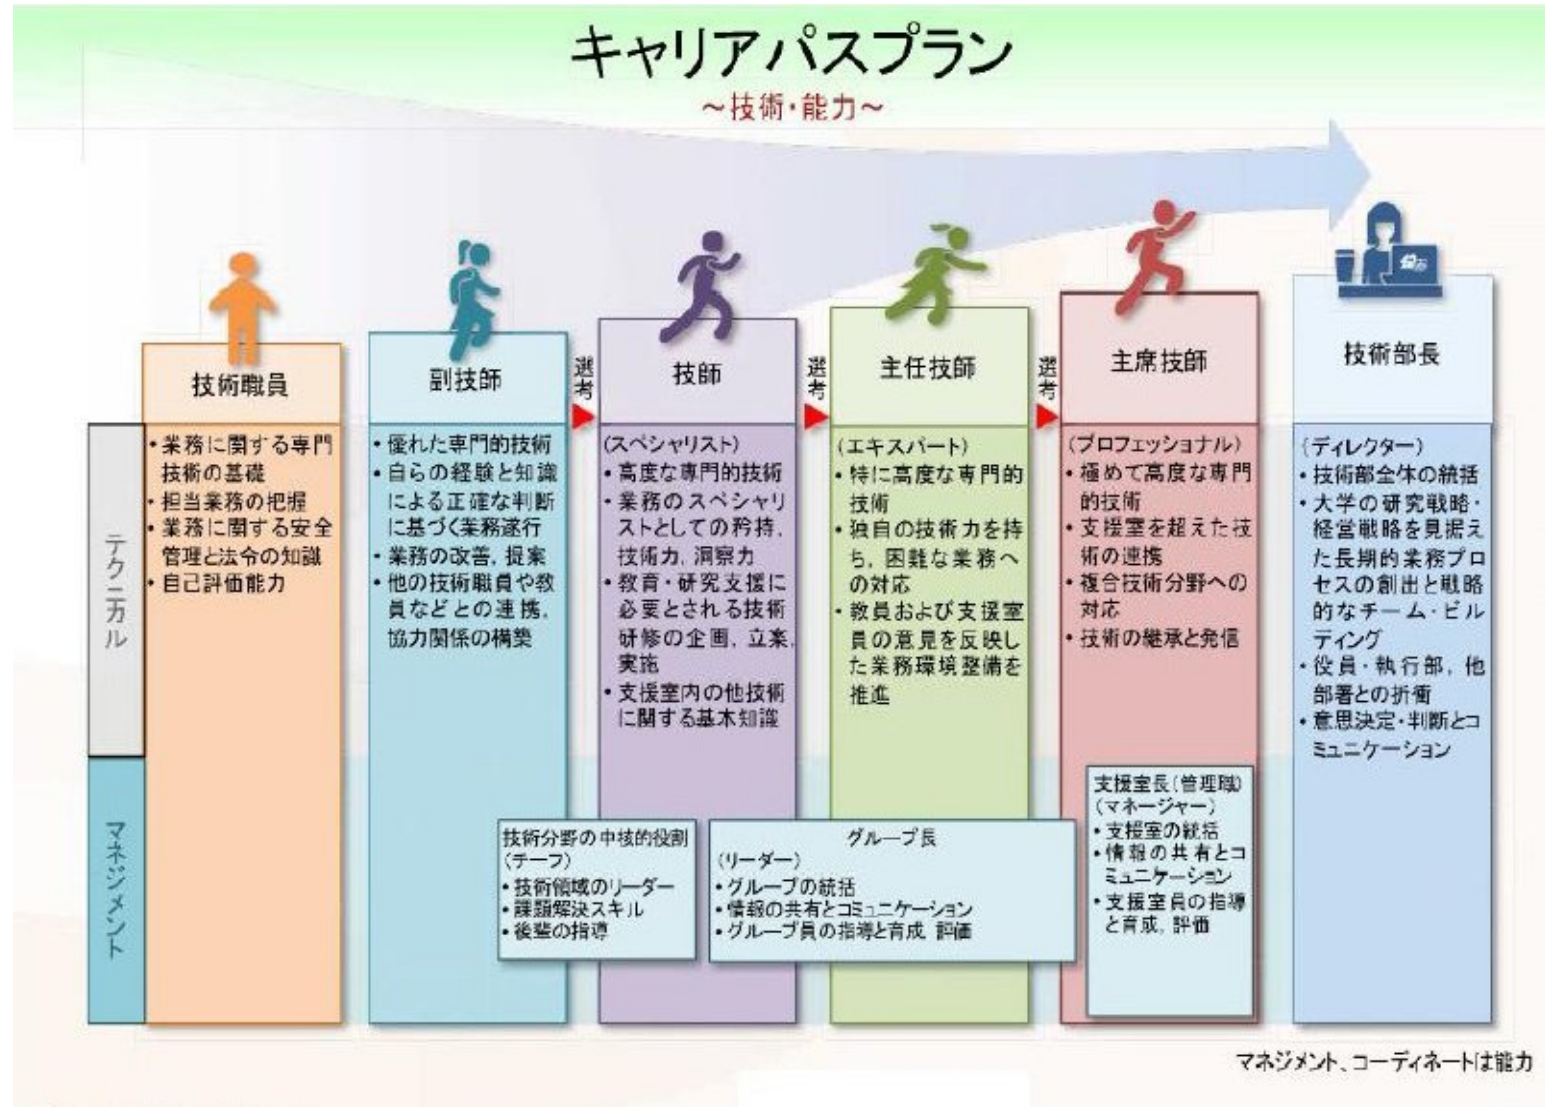 キャリアパスプラン
～技術・能力～
技術職員
副技師
選考
技師
選考
主任技師
選考
主席技師
技術部長
テクニカル
・業務に関する専門
技術の基礎
・担当業務の把握
・業務に関する安全
管理と法令の知識
・自己評価能力
・優れた専門的技術
・自らの経験と知識
による正確な判断
に基づく業務遂行
・業務の改善，提案
・他の技術職員や教
員などとの連携，
協力関係の構築
(スペシャリスト)
・高度な専門的技術
・業務のスペシャリ
ストとしての矜持，
技術力，洞察力
・教育・研究支援に
必要とされる技術
研修の企画，立案，
実施
・支援室内の他技術
に関する基本知識
(エキスパート)
・特に高度な専門的
技術
・独自の技術力を持
ち，困難な業務へ
の対応
・教員および支援室
員の意見を反映し
た業務環境整備を
推進
(プロフェッショナル)
・極めて高度な専門
的技術
・支援室を超えた技
術の連携
・複合技術分野への
対応
・技術の継承と発信
(ディレクター)
・技術部全体の統括
・大学の研究戦略・
経営戦略を見据え
た長期的業務プロ
セスの創出と戦略
的なチーム・ビル
ディング
・役員・執行部，他
部署との折衝
・意思決定・判断とコ
ミュニケーション
マネジメント
技術分野の中核的役割
(チーフ)
・技術領域のリーダー
・課題解決スキル
・後輩の指導
グループ長
(リーダー)
・グループの統括
・情報の共有とコミュニケーション
・グループ員の指導と育成，評価
支援室長(管理職)
(マネージャー)
・支援室の統括
・情報の共有とコ
ミュニケーション
・支援室員の指導
と育成，評価
マネジメント、コーディネートは能力